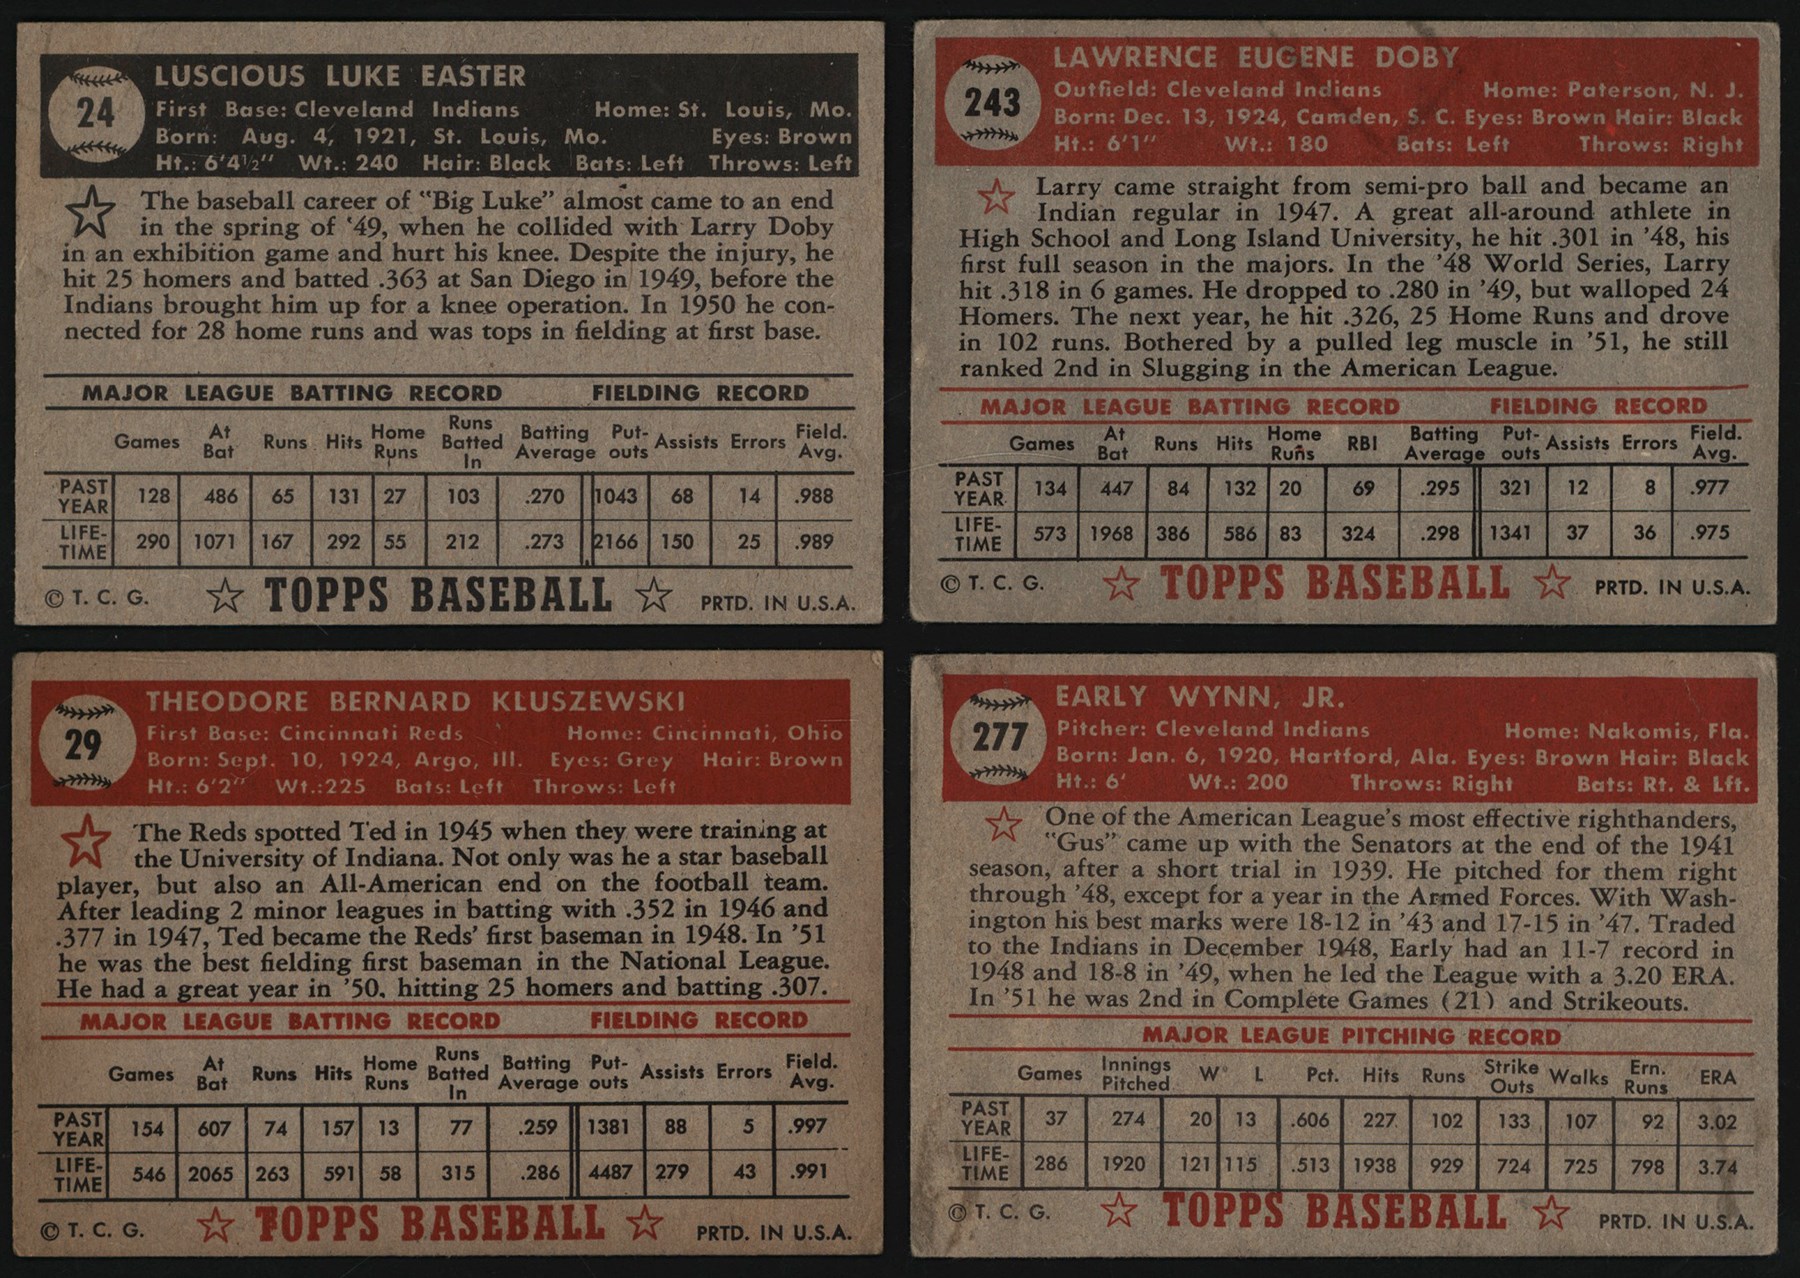 24
LUSCIOUS LUKE EASTER
First Base: Cleveland Indians Home: St. Louis, Mo.
Born: Aug. 4, 1921, St. Louis, Mo. Eyes: Brown
Ht.: 6'4½" Wt.: 240 Hair: Black Bats: Left Throws: Left
The baseball career of "Big Luke" almost came to an end
in the spring of '49, when he collided with Larry Doby
in an exhibition game and hurt his knee. Despite the injury, he
hit 25 homers and batted .363 at San Diego in 1949, before the
Indians brought him up for a knee operation. In 1950 he con-
nected for 28 home runs and was tops in fielding at first base.
MAJOR LEAGUE BATTING RECORD FIELDING RECORD
Games At Bat Runs Hits Home Runs Runs Batted In Batting Average Put-outs Assists Errors Field. Avg.
PAST YEAR 128 486 65 131 27 103 .270 1043 68 14 .988
LIFE-TIME 290 1071 167 292 55 212 .273 2166 150 25 .989
© T. C. G. TOPPS BASEBALL PRTD. IN U.S.A.
243
LAWRENCE EUGENE DOBY
Outfield: Cleveland Indians Home: Paterson, N. J.
Born: Dec. 13, 1924, Camden, S. C. Eyes: Brown Hair: Black
Ht.: 6'1" Wt.: 180 Bats: Left Throws: Right
Larry came straight from semi-pro ball and became an
Indian regular in 1947. A great all-around athlete in
High School and Long Island University, he hit .301 in '48, his
first full season in the majors. In the '48 World Series, Larry
hit .318 in 6 games. He dropped to .280 in '49, but walloped 24
Homers. The next year, he hit .326, 25 Home Runs and drove
in 102 runs. Bothered by a pulled leg muscle in '51, he still
ranked 2nd in Slugging in the American League.
MAJOR LEAGUE BATTING RECORD FIELDING RECORD
Games At Bat Runs Hits Home Runs RBI Batting Average Put-outs Assists Errors Field. Avg.
PAST YEAR 134 447 84 132 20 69 .295 321 12 8 .977
LIFE-TIME 573 1968 386 586 83 324 .298 1341 37 36 .975
© T. C. G. TOPPS BASEBALL PRTD. IN U.S.A.
29
THEODORE BERNARD KLUSZEWSKI
First Base: Cincinnati Reds Home: Cincinnati, Ohio
Born: Sept. 10, 1924, Argo, Ill. Eyes: Grey Hair: Brown
Ht.: 6'2" Wt.:225 Bats: Left Throws: Left
The Reds spotted Ted in 1945 when they were training at
the University of Indiana. Not only was he a star baseball
player, but also an All-American end on the football team.
After leading 2 minor leagues in batting with .352 in 1946 and
.377 in 1947, Ted became the Reds' first baseman in 1948. In '51
he was the best fielding first baseman in the National League.
He had a great year in '50, hitting 25 homers and batting .307.
MAJOR LEAGUE BATTING RECORD FIELDING RECORD
Games At Bat Runs Hits Home Runs Runs Batted In Batting Average Put-outs Assists Errors Field. Avg.
PAST YEAR 154 607 74 157 13 77 .259 1381 88 5 .997
LIFE-TIME 546 2065 263 591 58 315 .286 4487 279 43 .991
© T. C. G. TOPPS BASEBALL PRTD. IN U.S.A.
277
EARLY WYNN, JR.
Pitcher: Cleveland Indians Home: Nakomis, Fla.
Born: Jan. 6, 1920, Hartford, Ala. Eyes: Brown Hair: Black
Ht.: 6' Wt.: 200 Throws: Right Bats: Rt. & Lft.
One of the American League's most effective righthanders,
"Gus" came up with the Senators at the end of the 1941
season, after a short trial in 1939. He pitched for them right
through '48, except for a year in the Armed Forces. With Wash-
ington his best marks were 18-12 in '43 and 17-15 in '47. Traded
to the Indians in December 1948, Early had an 11-7 record in
1948 and 18-8 in '49, when he led the League with a 3.20 ERA.
In '51 he was 2nd in Complete Games (21) and Strikeouts.
MAJOR LEAGUE PITCHING RECORD
Games Innings Pitched W L Pct. Hits Runs Strike Outs Walks Ern. Runs ERA
PAST YEAR 37 274 20 13 .606 227 102 133 107 92 3.02
LIFE-TIME 286 1920 121 115 .513 1938 929 724 725 798 3.74
© T. C. G. TOPPS BASEBALL PRTD. IN U.S.A.